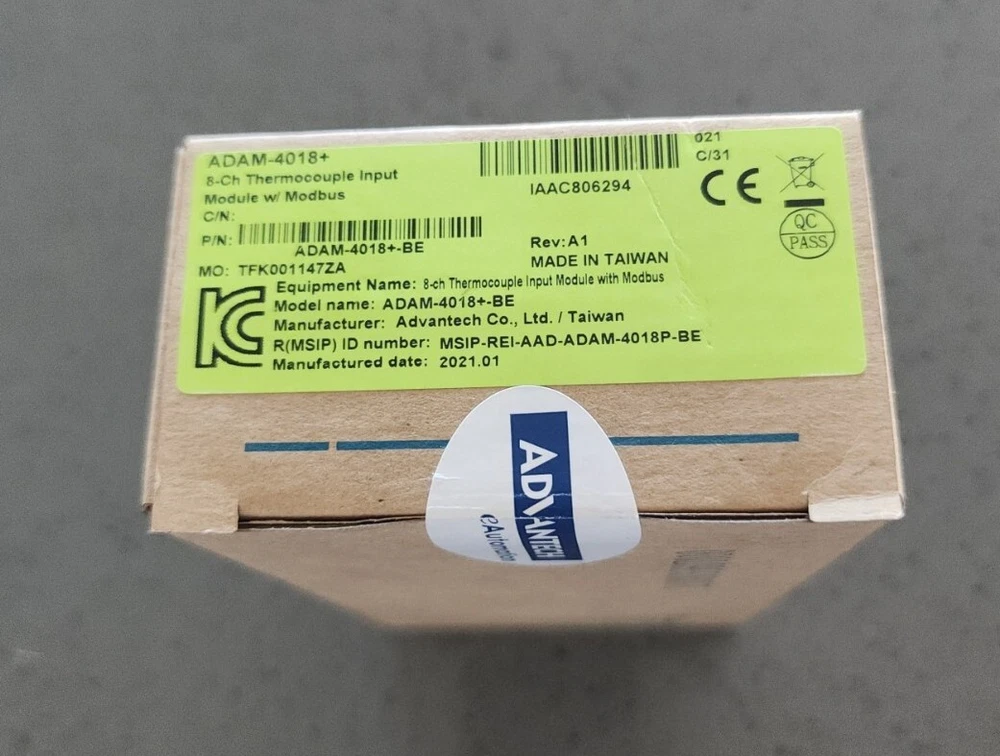 ADAM-4018+
8-Ch Thermocouple Input
Module w/ Modbus
C/N:
P/N:
ADAM-4018+-BE
MO: TFK001147ZA
IAAC806294
021
C/31
CE
QC
PASS
Rev:A1
MADE IN TAIWAN
Equipment Name: 8-ch Thermocouple Input Module with Modbus
Model name: ADAM-4018+-BE
Manufacturer: Advantech Co., Ltd. / Taiwan
R(MSIP) ID number: MSIP-REI-AAD-ADAM-4018P-BE
Manufactured date: 2021.01
KC
ADVANTECH
eAutomation